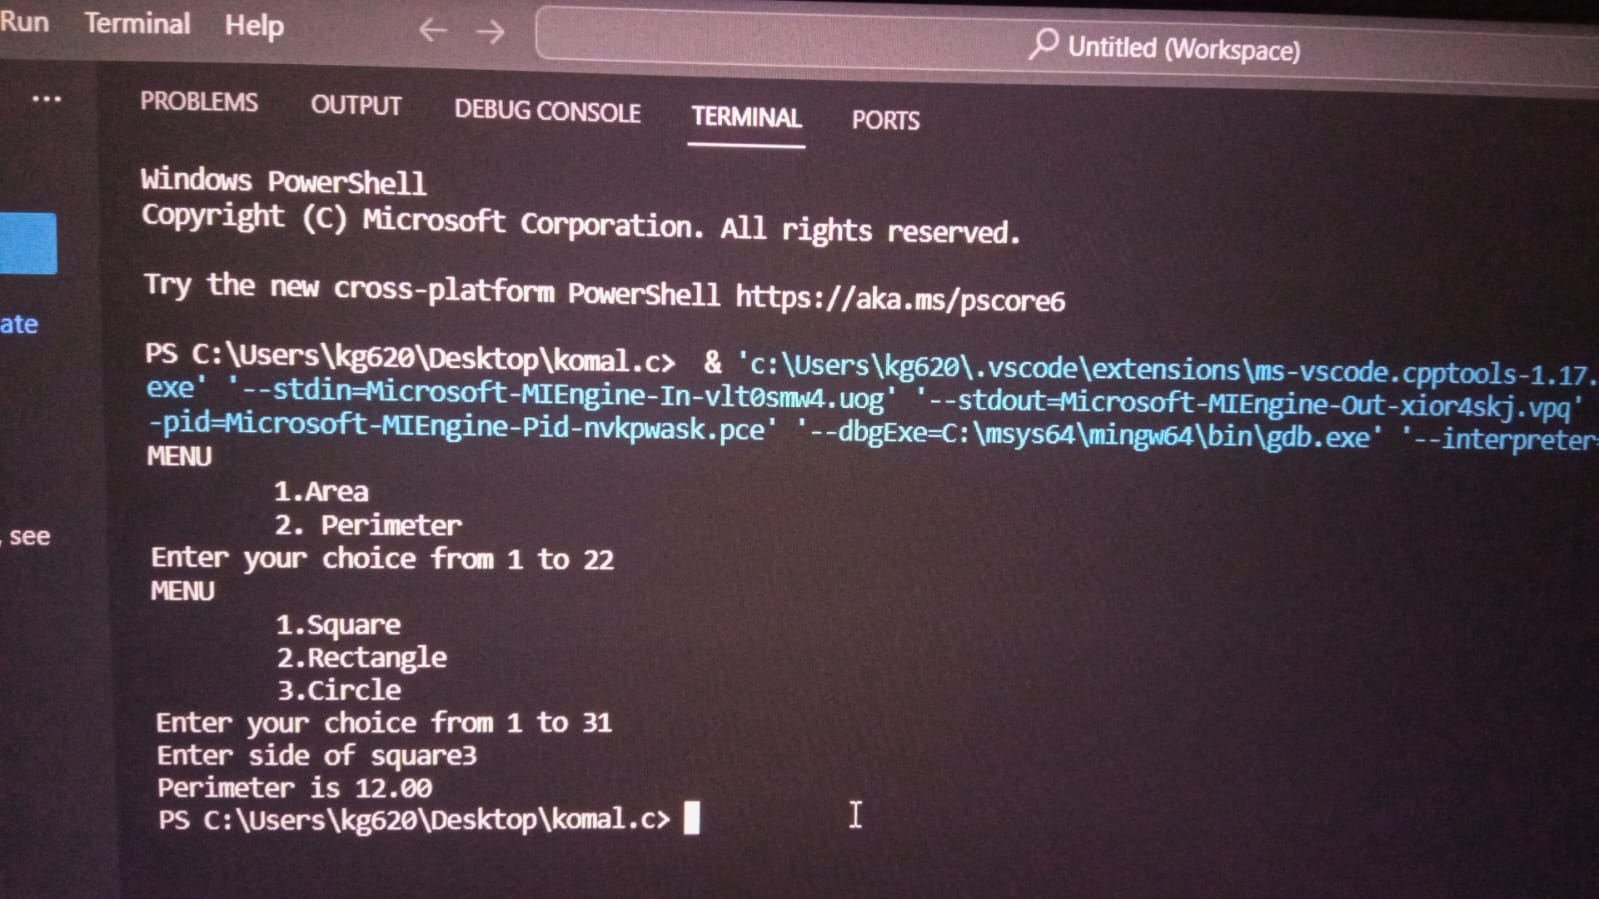 Run Terminal Help ← → Untitled (Workspace)
... PROBLEMS OUTPUT DEBUG CONSOLE TERMINAL PORTS
Windows PowerShell
Copyright (C) Microsoft Corporation. All rights reserved.
Try the new cross-platform PowerShell https://aka.ms/pscore6
ate
PS C:\Users\kg620\Desktop\komal.c>  & 'c:\Users\kg620\.vscode\extensions\ms-vscode.cpptools-1.17.
exe' '--stdin=Microsoft-MIEngine-In-vlt0smw4.uog' '--stdout=Microsoft-MIEngine-Out-xior4skj.vpq'
-pid=Microsoft-MIEngine-Pid-nvkpwask.pce' '--dbgExe=C:\msys64\mingw64\bin\gdb.exe' '--interpreter=
MENU
1.Area
2. Perimeter
, see
Enter your choice from 1 to 22
MENU
1.Square
2.Rectangle
3.Circle
Enter your choice from 1 to 31
Enter side of square3
Perimeter is 12.00
PS C:\Users\kg620\Desktop\komal.c>